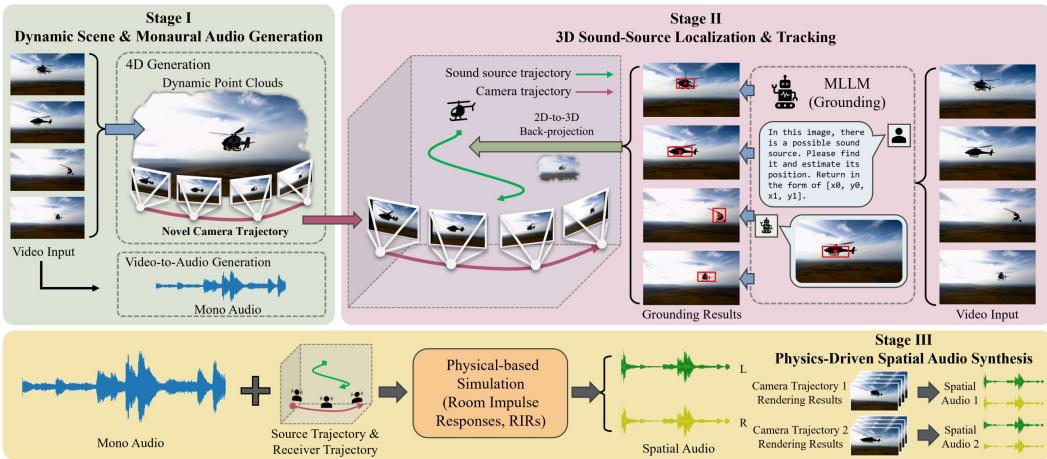 Stage I
Dynamic Scene & Monaural Audio Generation
4D Generation
Dynamic Point Clouds
Novel Camera Trajectory
Video Input
Video-to-Audio Generation
Mono Audio
Stage II
3D Sound-Source Localization & Tracking
Sound source trajectory
Camera trajectory
2D-to-3D
Back-projection
MLLM
(Grounding)
In this image, there
is a possible sound
source. Please find
it and estimate its
position. Return in
the form of [x0, y0,
x1, y1].
Grounding Results
Video Input
Mono Audio
Source Trajectory &
Receiver Trajectory
Physical-based
Simulation
(Room Impulse
Responses, RIRs)
L
R
Spatial Audio
Stage III
Physics-Driven Spatial Audio Synthesis
Camera Trajectory 1
Rendering Results
Spatial
Audio 1
Camera Trajectory 2
Rendering Results
Spatial
Audio 2